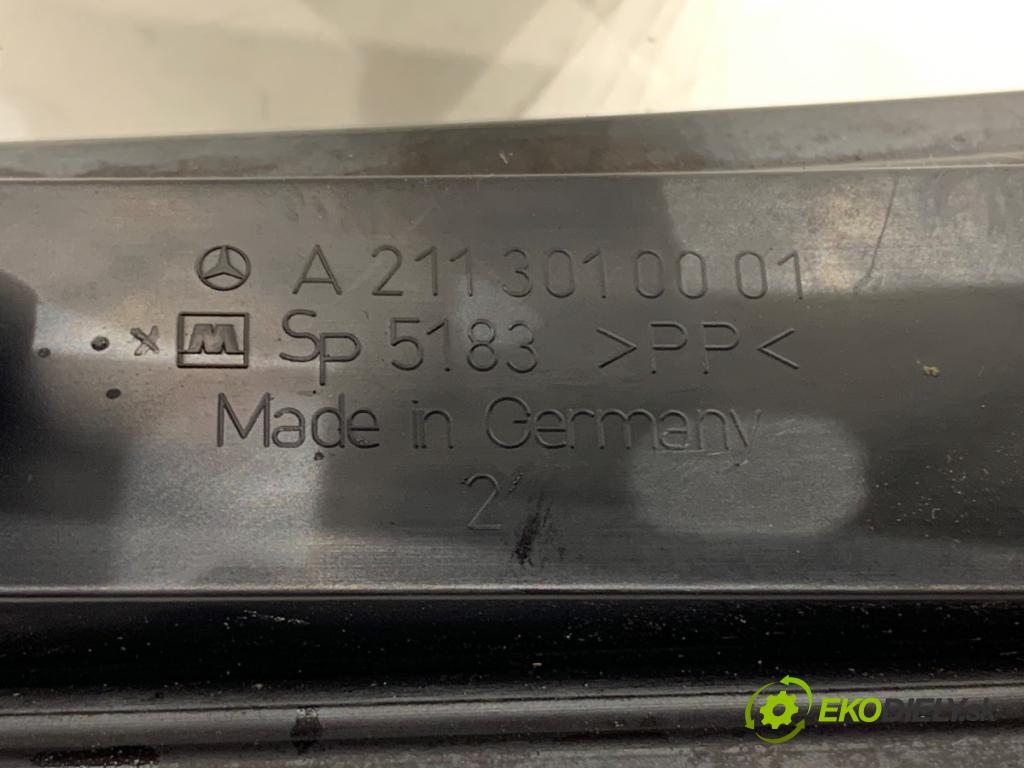 A 211 301 00 01
M Sp 5183 >PP<
Made in Germany
2
EKODIELY.sk